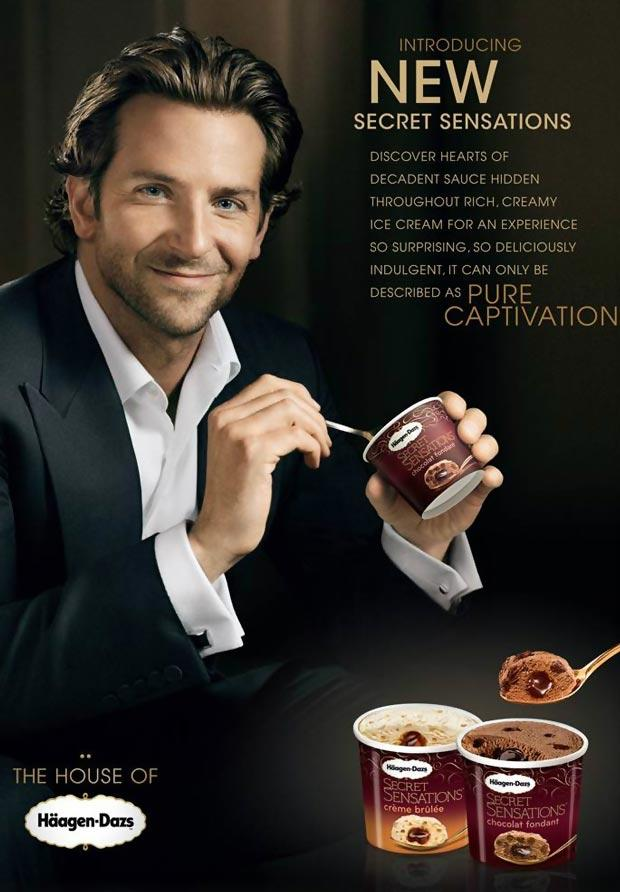 INTRODUCING
NEW
SECRET SENSATIONS
DISCOVER HEARTS OF
DECADENT SAUCE HIDDEN
THROUGHOUT RICH, CREAMY
ICE CREAM FOR AN EXPERIENCE
SO SURPRISING, SO DELICIOUSLY
INDULGENT, IT CAN ONLY BE
DESCRIBED AS PURE
CAPTIVATION
Häagen-Dazs
SECRET
SENSATIONS
chocolat fondant
Häagen-Dazs
SECRET
SENSATIONS
crème brûlée
Häagen-Dazs
SECRET
SENSATIONS
chocolat fondant
THE HOUSE OF
Häagen-Dazs